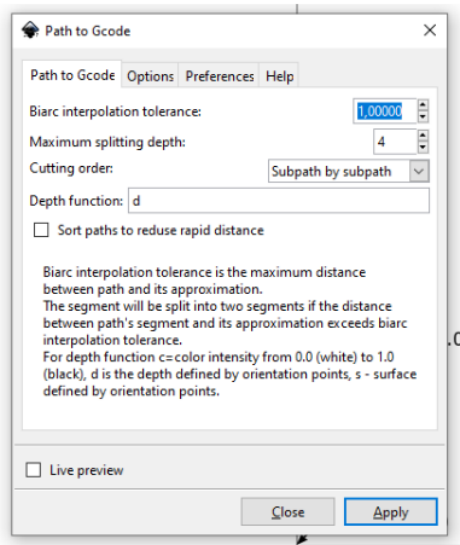 Path to Gcode
Path to Gcode Options Preferences Help
Biarc interpolation tolerance: 1,00000
Maximum splitting depth: 4
Cutting order: Subpath by subpath
Depth function: d
Sort paths to reduse rapid distance
Biarc interpolation tolerance is the maximum distance
between path and its approximation.
The segment will be split into two segments if the distance
between path's segment and its approximation exceeds biarc
interpolation tolerance.
For depth function c=color intensity from 0.0 (white) to 1.0
(black), d is the depth defined by orientation points, s - surface
defined by orientation points.
Live preview
Close Apply